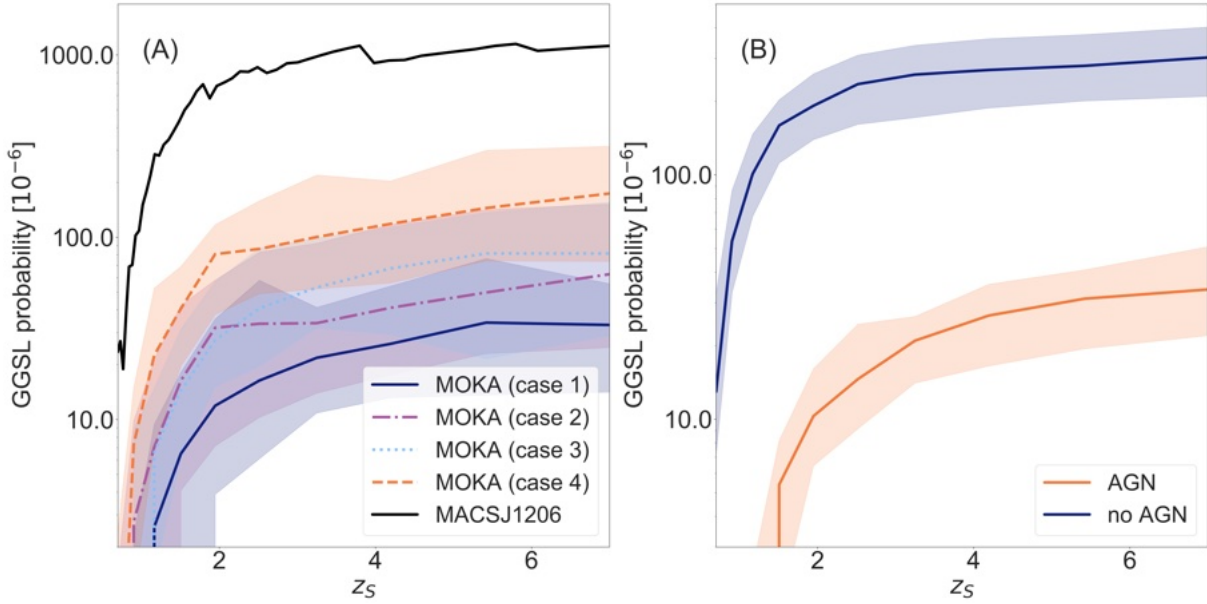 (A)
GGSL probability [10⁻⁶]
1000.0
100.0
10.0
2
4
6
z_S
MOKA (case 1)
MOKA (case 2)
MOKA (case 3)
MOKA (case 4)
MACSJ1206
(B)
GGSL probability [10⁻⁶]
100.0
10.0
2
4
6
z_S
AGN
no AGN